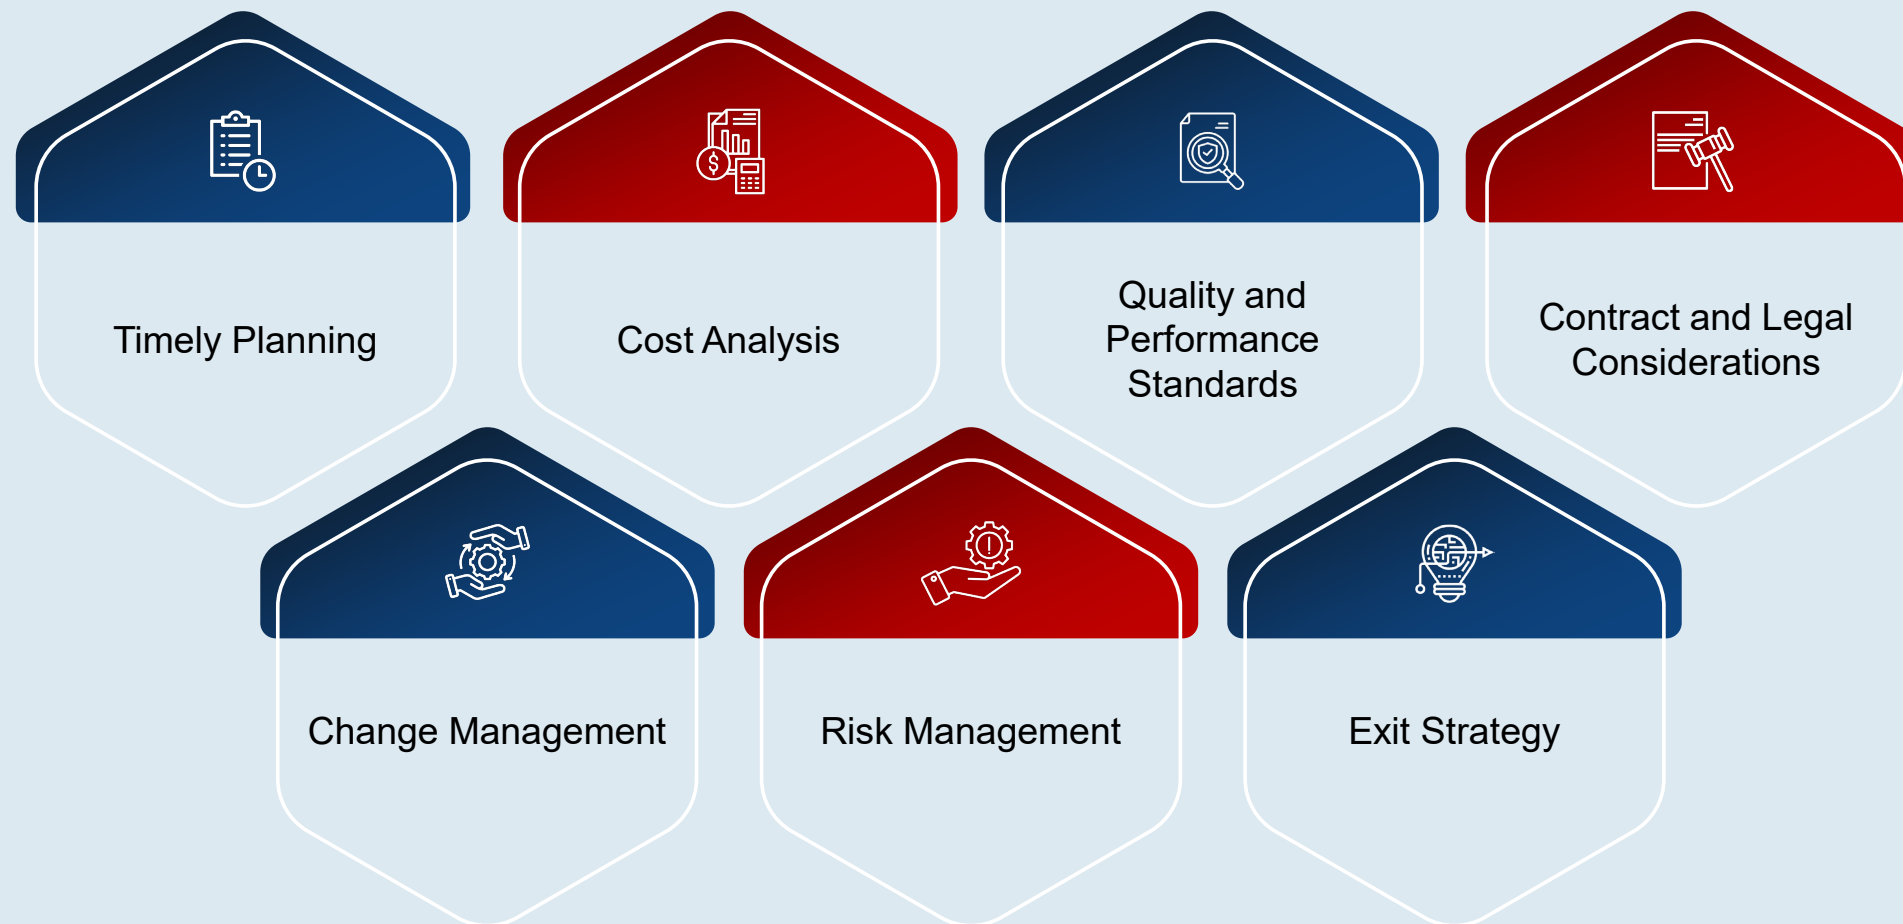 Timely Planning
Cost Analysis
Quality and
Performance
Standards
Contract and Legal
Considerations
Change Management
Risk Management
Exit Strategy